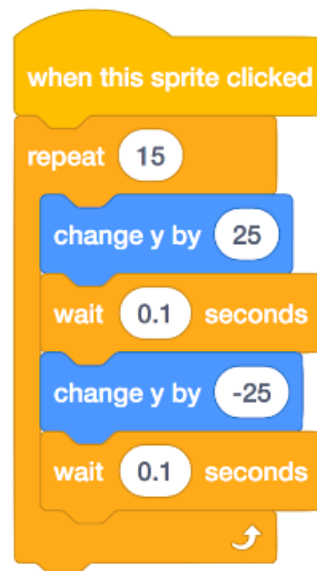 when this sprite clicked
repeat 15
change y by 25
wait 0.1 seconds
change y by -25
wait 0.1 seconds